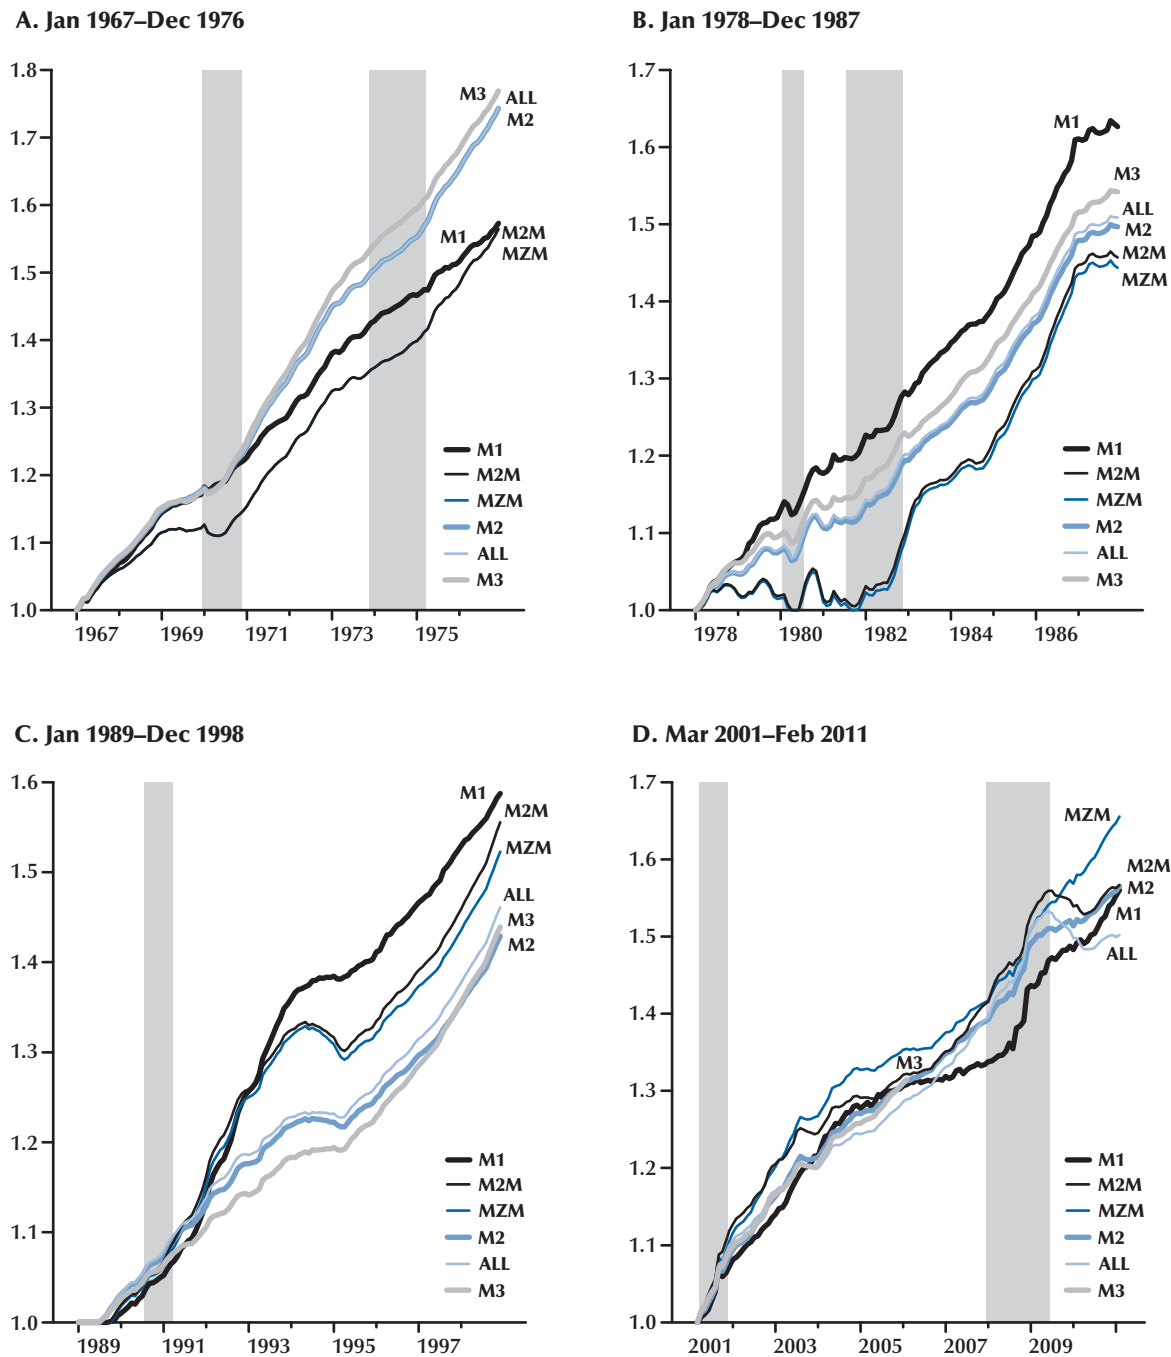 A. Jan 1967–Dec 1976
1.8
1.7
1.6
1.5
1.4
1.3
1.2
1.1
1.0
M3
ALL
M2
M1
M2M
MZM
M1
M2M
MZM
M2
ALL
M3
1967 1969 1971 1973 1975
B. Jan 1978–Dec 1987
1.7
1.6
1.5
1.4
1.3
1.2
1.1
1.0
M1
M3
ALL
M2
M2M
MZM
M1
M2M
MZM
M2
ALL
M3
1978 1980 1982 1984 1986
C. Jan 1989–Dec 1998
1.6
1.5
1.4
1.3
1.2
1.1
1.0
M1
M2M
MZM
ALL
M3
M2
M1
M2M
MZM
M2
ALL
M3
1989 1991 1993 1995 1997
D. Mar 2001–Feb 2011
1.7
1.6
1.5
1.4
1.3
1.2
1.1
1.0
MZM
M2M
M2
M1
ALL
M3
M1
M2M
MZM
M2
ALL
M3
2001 2003 2005 2007 2009